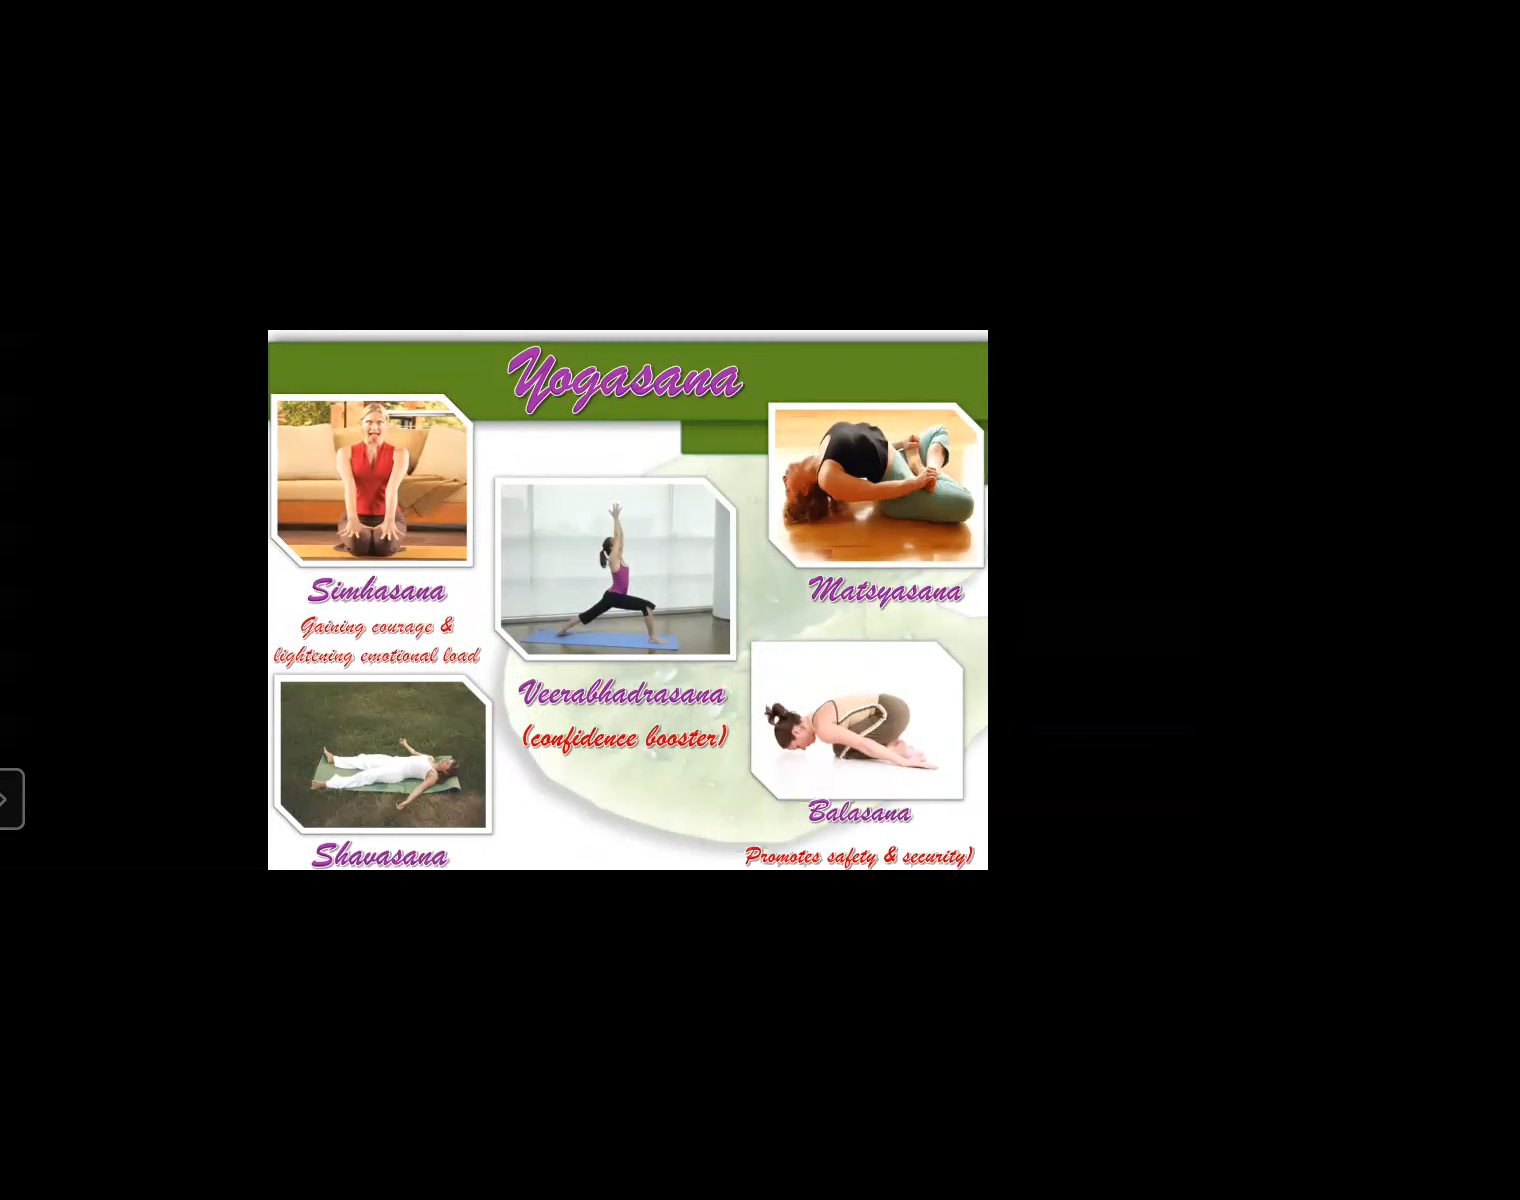 Yogasana
Simhasana
Gaining courage &
lightening emotional load
Shavasana
Veerabhadrasana
(confidence booster)
Matsyasana
Balasana
Promotes safety & security)